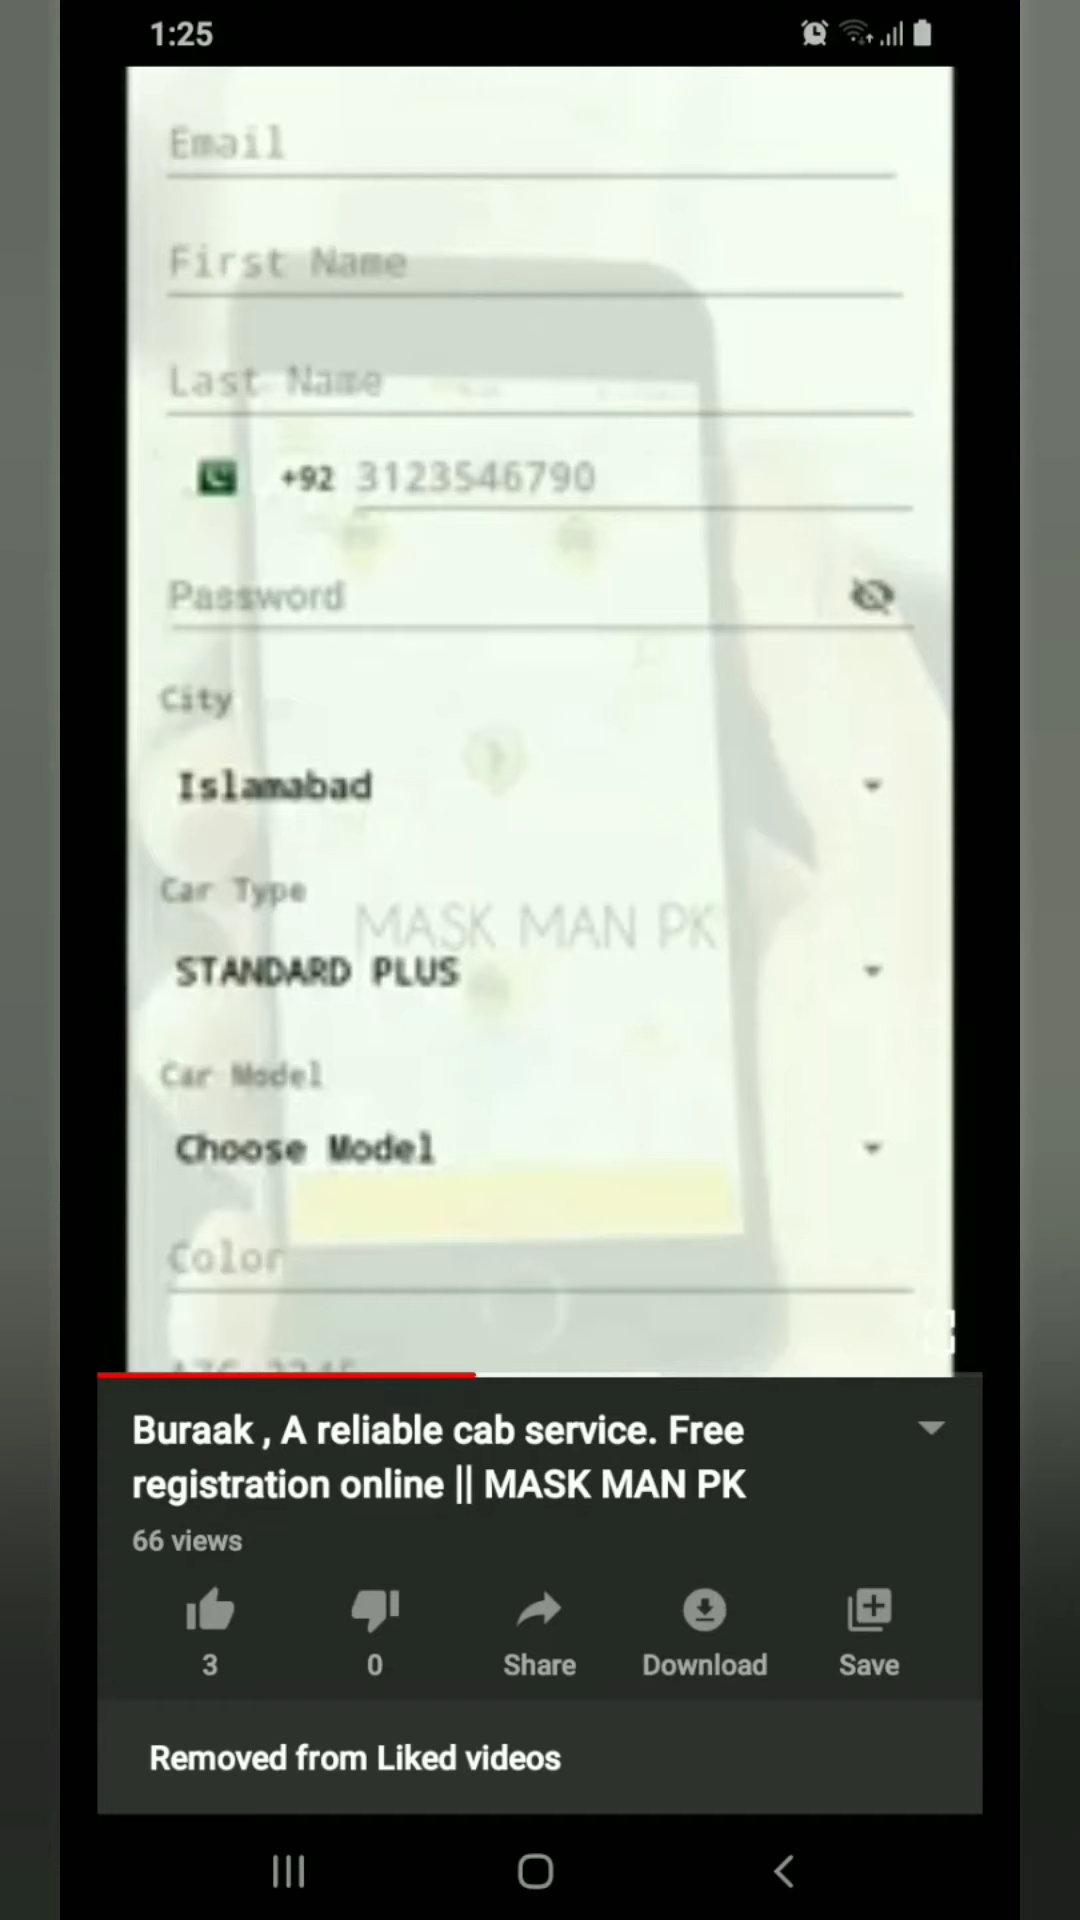 1:25
Email
First Name
Last Name
+92 3123546790
Password
City
Islamabad
Car Type
MASK MAN PK
STANDARD PLUS
Car Model
Choose Model
Color
Buraak , A reliable cab service. Free
registration online || MASK MAN PK
66 views
3 0 Share Download Save
Removed from Liked videos